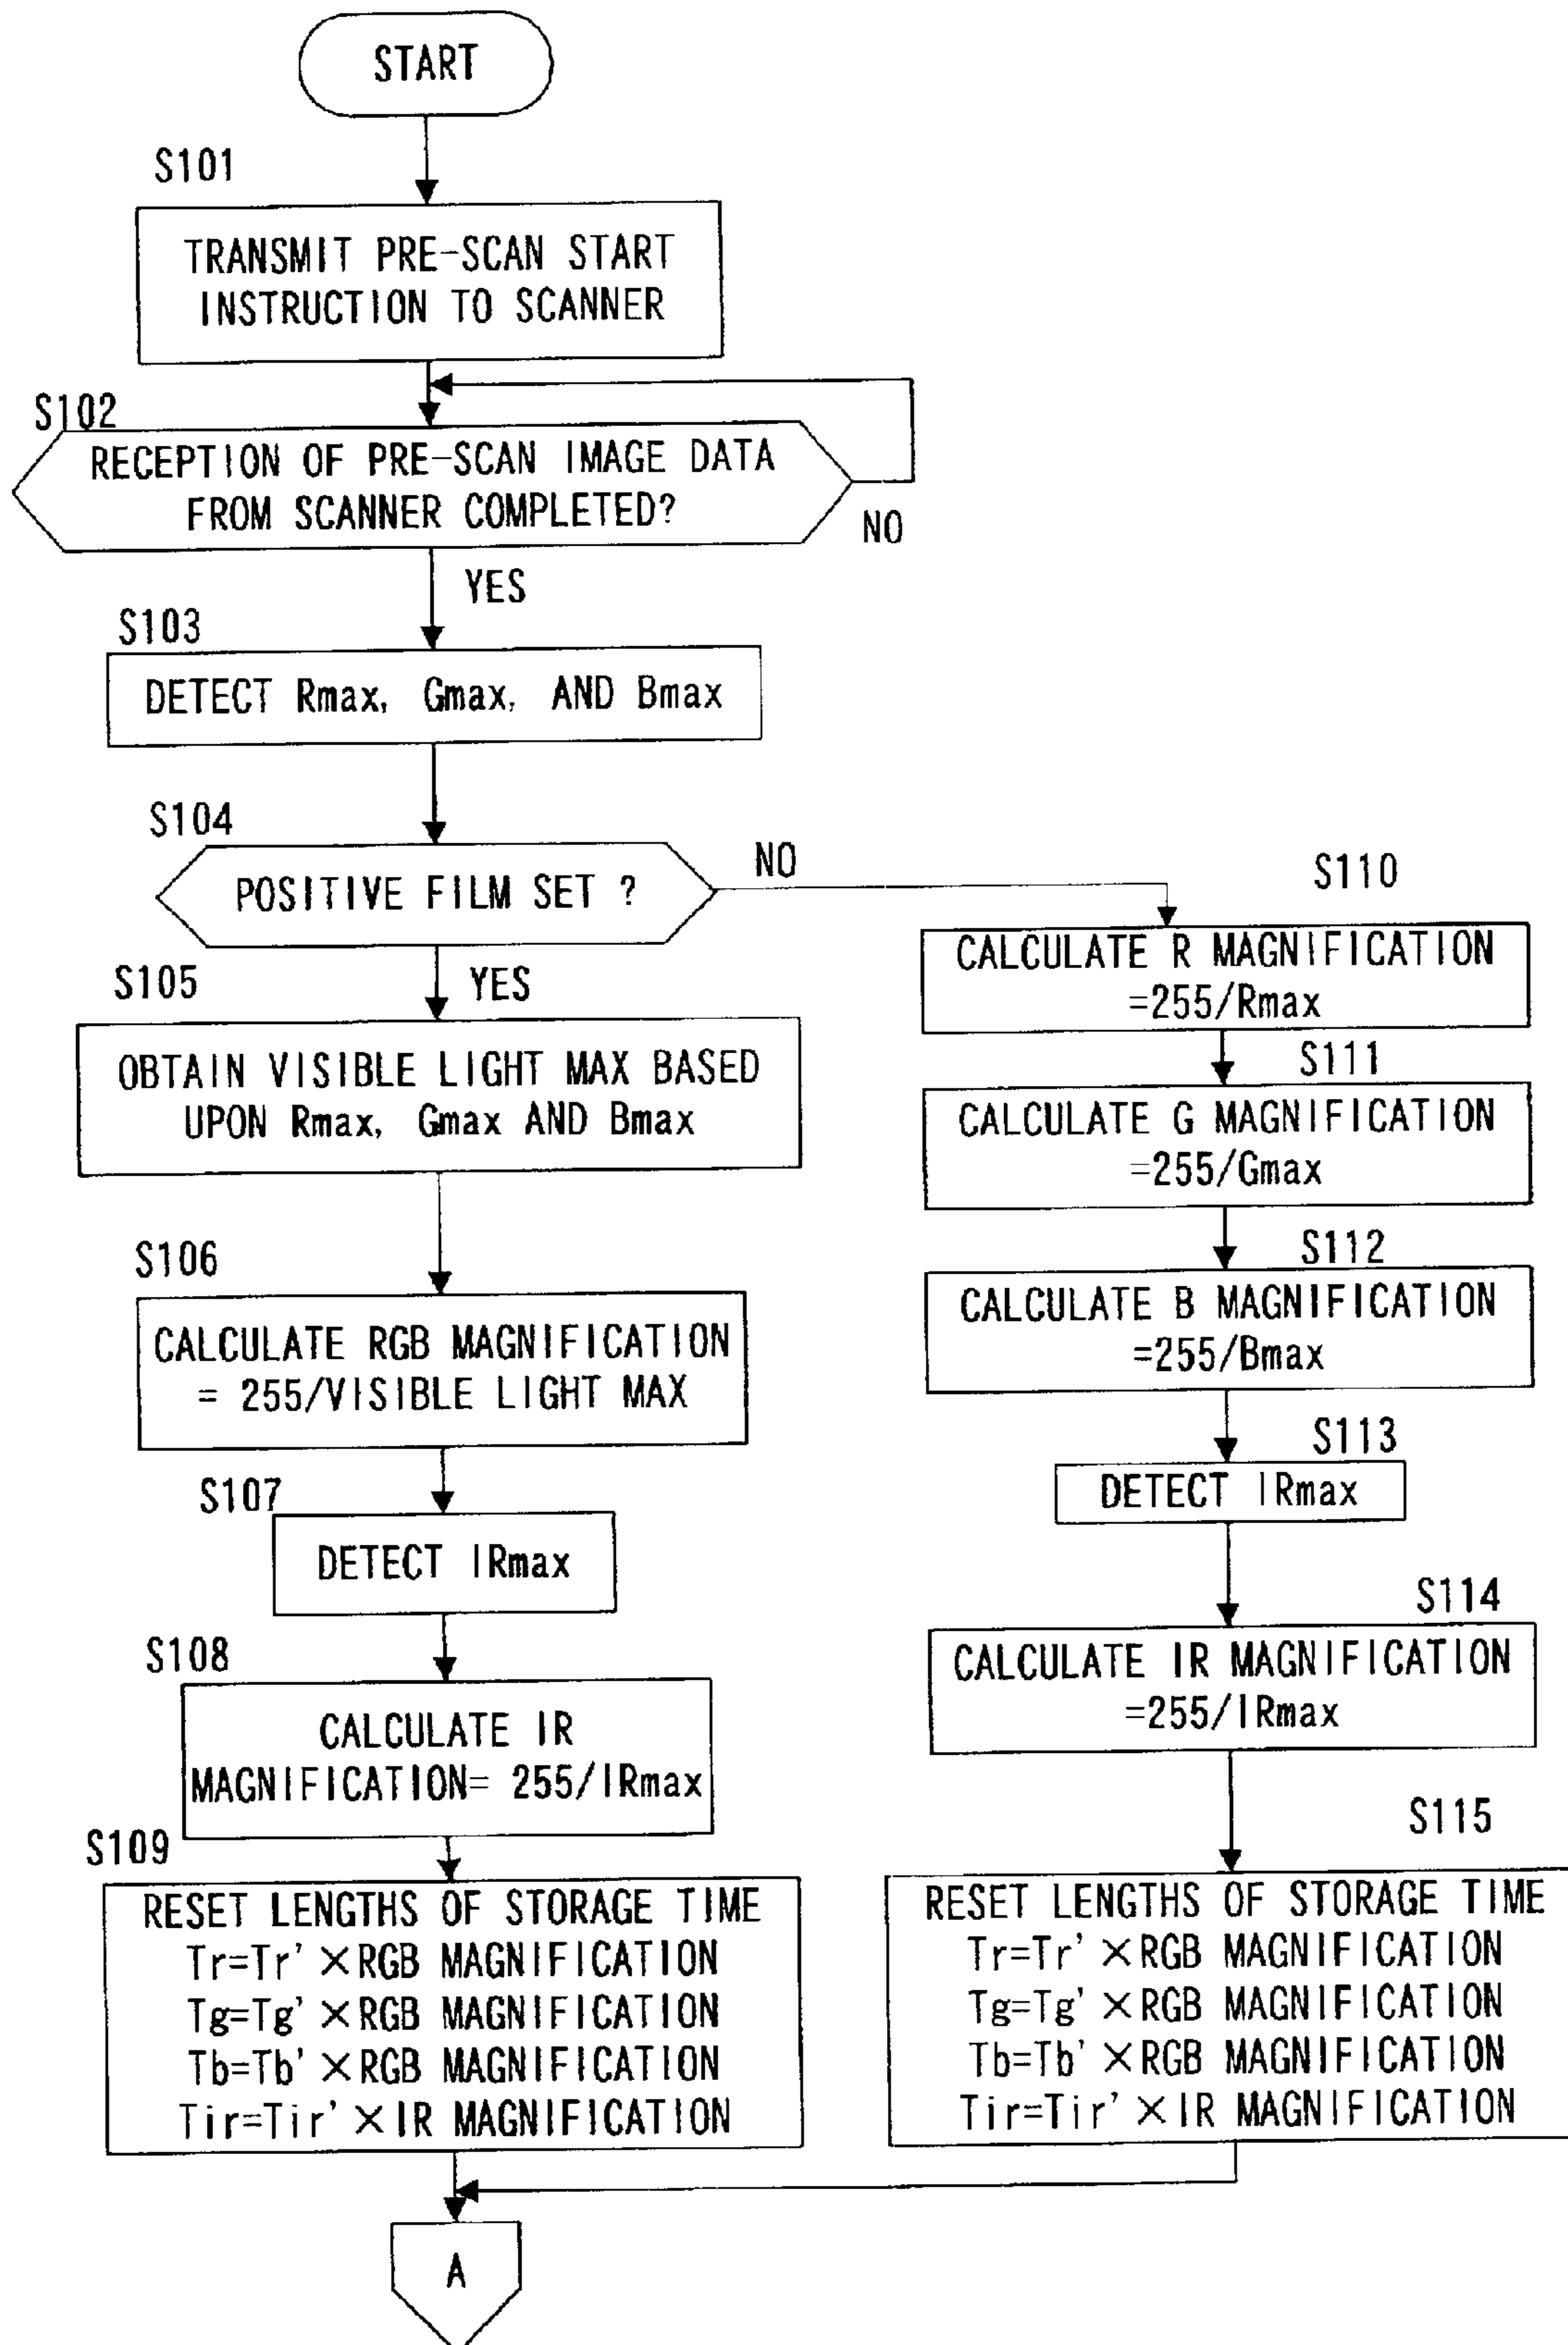 START
S101
TRANSMIT PRE-SCAN START
INSTRUCTION TO SCANNER
S102
RECEPTION OF PRE-SCAN IMAGE DATA
FROM SCANNER COMPLETED?
NO
YES
S103
DETECT Rmax, Gmax, AND Bmax
S104
POSITIVE FILM SET ?
NO
YES
S105
OBTAIN VISIBLE LIGHT MAX BASED
UPON Rmax, Gmax AND Bmax
S106
CALCULATE RGB MAGNIFICATION
= 255/VISIBLE LIGHT MAX
S107
DETECT IRmax
S108
CALCULATE IR
MAGNIFICATION= 255/IRmax
S109
RESET LENGTHS OF STORAGE TIME
Tr=Tr' ×RGB MAGNIFICATION
Tg=Tg' ×RGB MAGNIFICATION
Tb=Tb' ×RGB MAGNIFICATION
Tir=Tir' ×IR MAGNIFICATION
S110
CALCULATE R MAGNIFICATION
=255/Rmax
S111
CALCULATE G MAGNIFICATION
=255/Gmax
S112
CALCULATE B MAGNIFICATION
=255/Bmax
S113
DETECT IRmax
S114
CALCULATE IR MAGNIFICATION
=255/IRmax
S115
RESET LENGTHS OF STORAGE TIME
Tr=Tr' ×RGB MAGNIFICATION
Tg=Tg' ×RGB MAGNIFICATION
Tb=Tb' ×RGB MAGNIFICATION
Tir=Tir' ×IR MAGNIFICATION
A